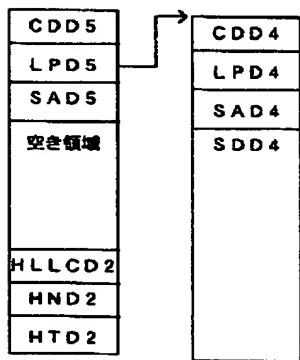 CDD5
LPD5
SAD5
空き領域
HLLCD2
HND2
HTD2
CDD4
LPD4
SAD4
SDD4